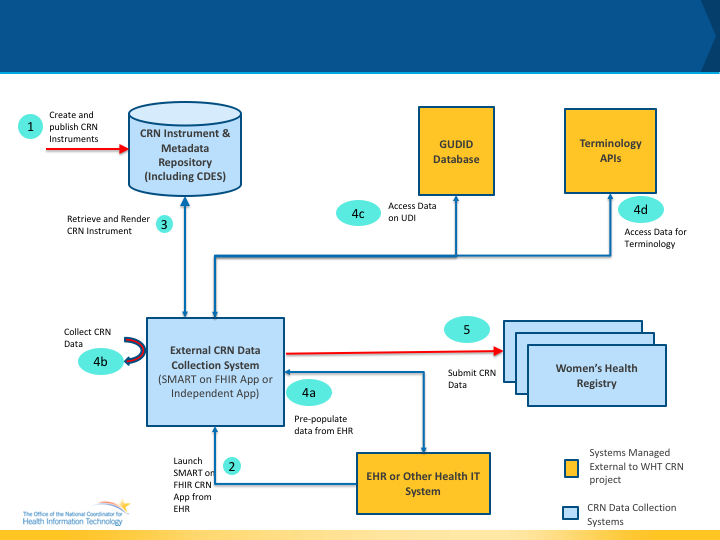 1
Create and
publish CRN
Instruments
CRN Instrument &
Metadata
Repository
(Including CDES)
GUDID
Database
Terminology
APIs
4c
Access Data
on UDI
4d
Access Data for
Terminology
Retrieve and Render
CRN Instrument
3
Collect CRN
Data
4b
External CRN Data
Collection System
(SMART on FHIR App or
Independent App)
5
Submit CRN
Data
Women’s Health
Registry
4a
Pre-populate
data from EHR
Launch
SMART on
FHIR CRN
App from
EHR
2
EHR or Other Health IT
System
Systems Managed
External to WHT CRN
project
CRN Data Collection
Systems
The Office of the National Coordinator for
Health Information Technology